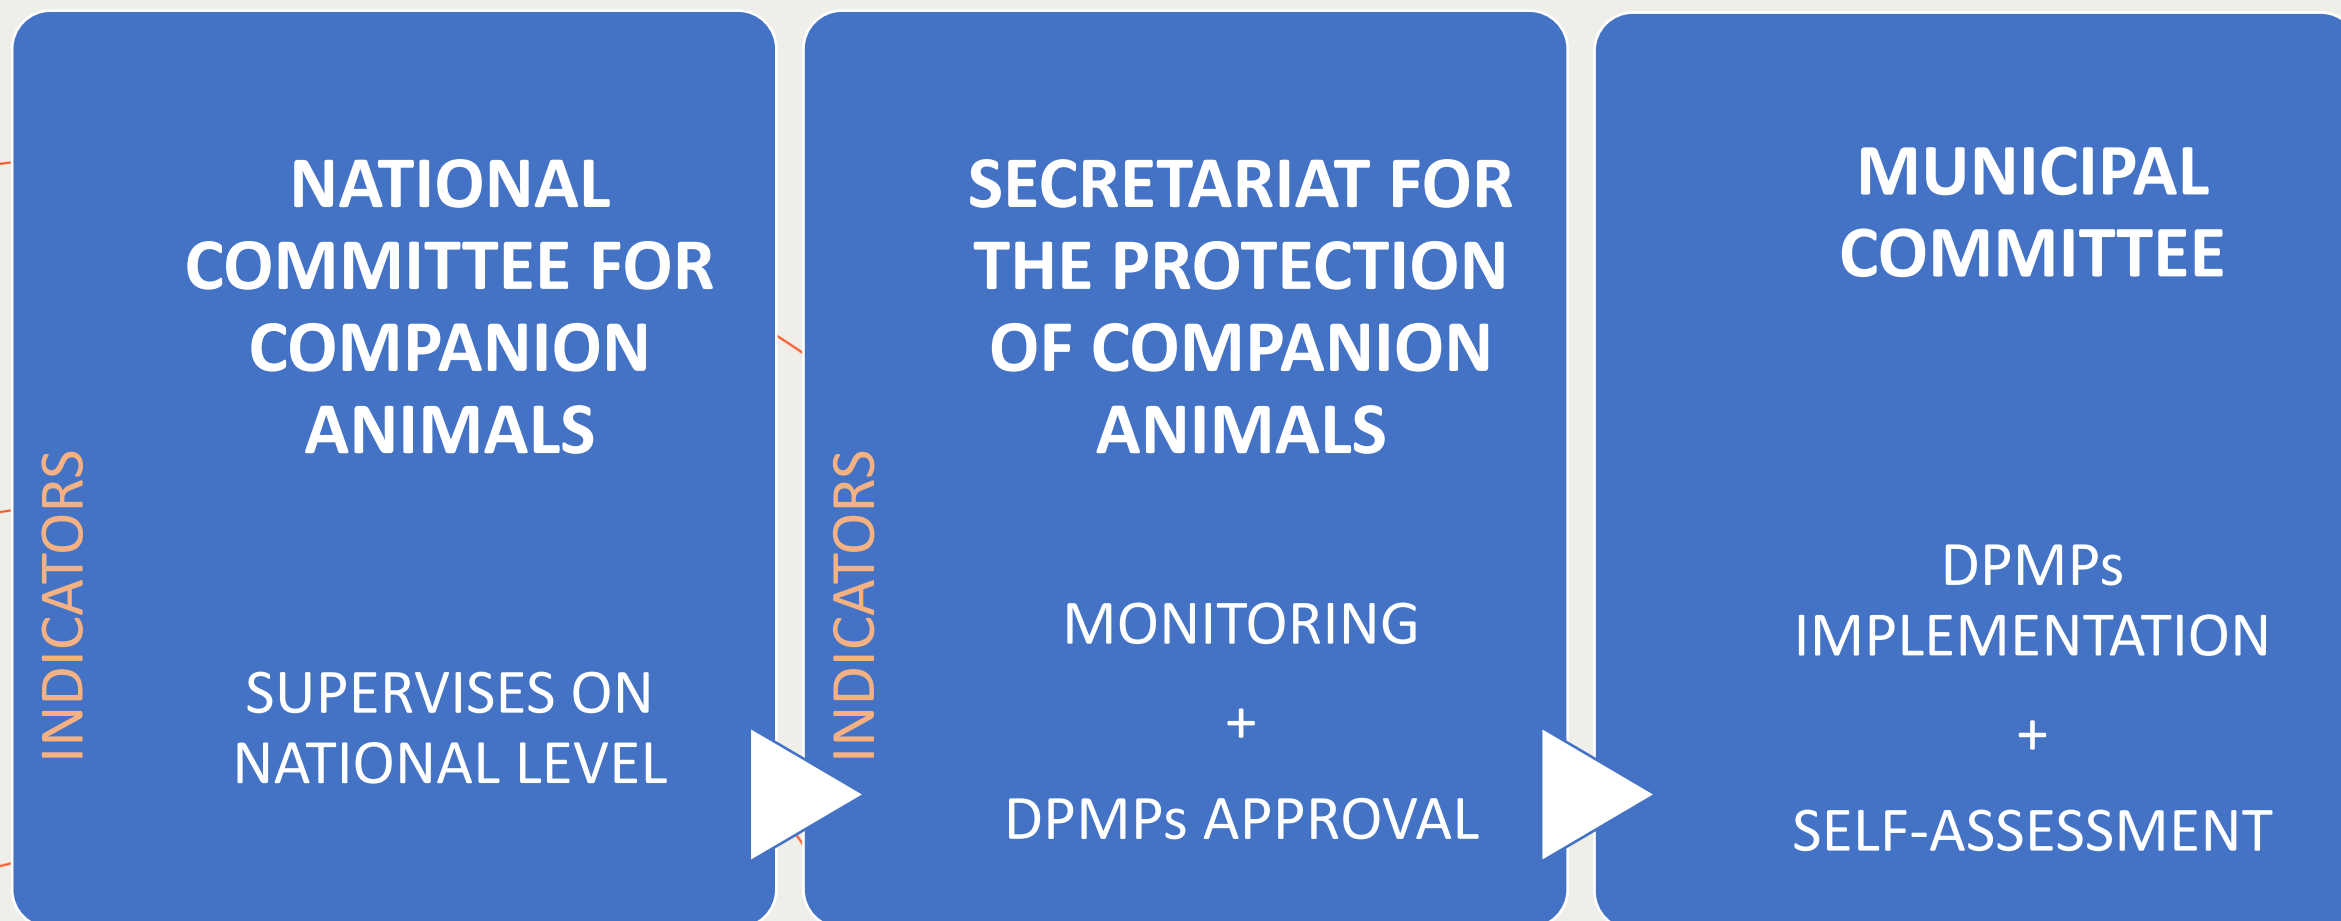 NATIONAL
COMMITTEE FOR
COMPANION
ANIMALS
INDICATORS
SUPERVISES ON
NATIONAL LEVEL
SECRETARIAT FOR
THE PROTECTION
OF COMPANION
ANIMALS
INDICATORS
MONITORING
+
DPMPs APPROVAL
MUNICIPAL
COMMITTEE
DPMPs
IMPLEMENTATION
+
SELF-ASSESSMENT